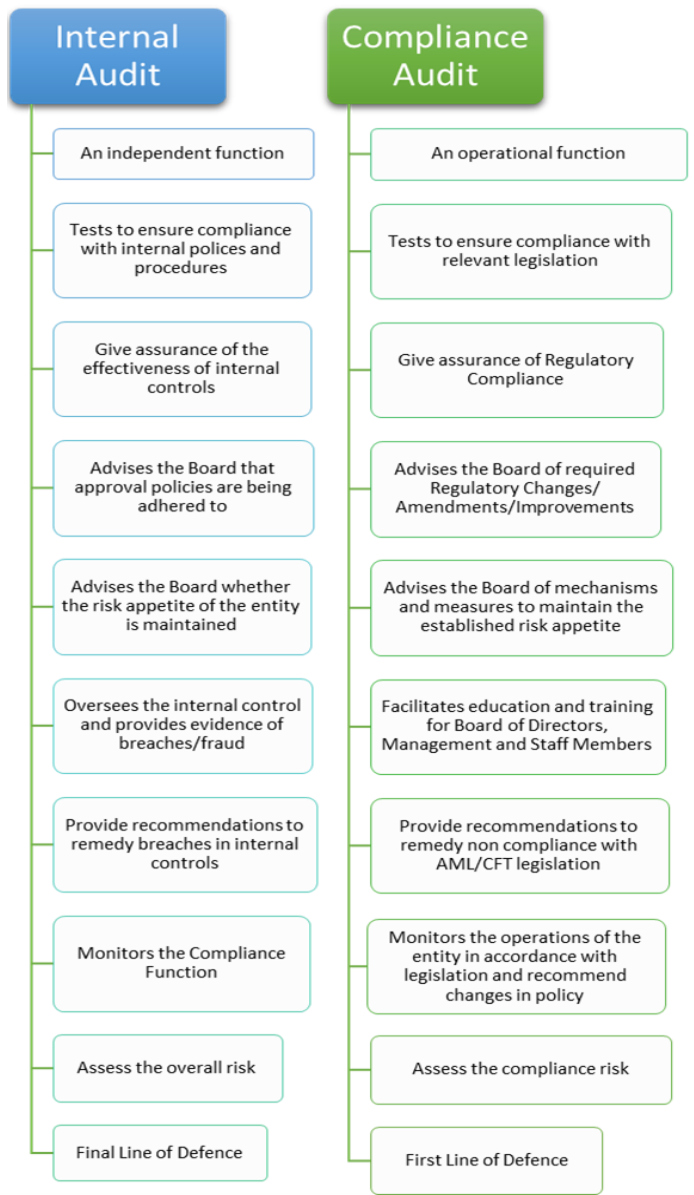 Internal
Audit
An independent function
Tests to ensure compliance
with internal polices and
procedures
Give assurance of the
effectiveness of internal
controls
Advises the Board that
approval policies are being
adhered to
Advises the Board whether
the risk appetite of the entity
is maintained
Oversees the internal control
and provides evidence of
breaches/fraud
Provide recommendations to
remedy breaches in internal
controls
Monitors the Compliance
Function
Assess the overall risk
Final Line of Defence
Compliance
Audit
An operational function
Tests to ensure compliance with
relevant legislation
Give assurance of Regulatory
Compliance
Advises the Board of required
Regulatory Changes/
Amendments/Improvements
Advises the Board of mechanisms
and measures to maintain the
established risk appetite
Facilitates education and training
for Board of Directors,
Management and Staff Members
Provide recommendations to
remedy non compliance with
AML/CFT legislation
Monitors the operations of the
entity in accordance with
legislation and recommend
changes in policy
Assess the compliance risk
First Line of Defence